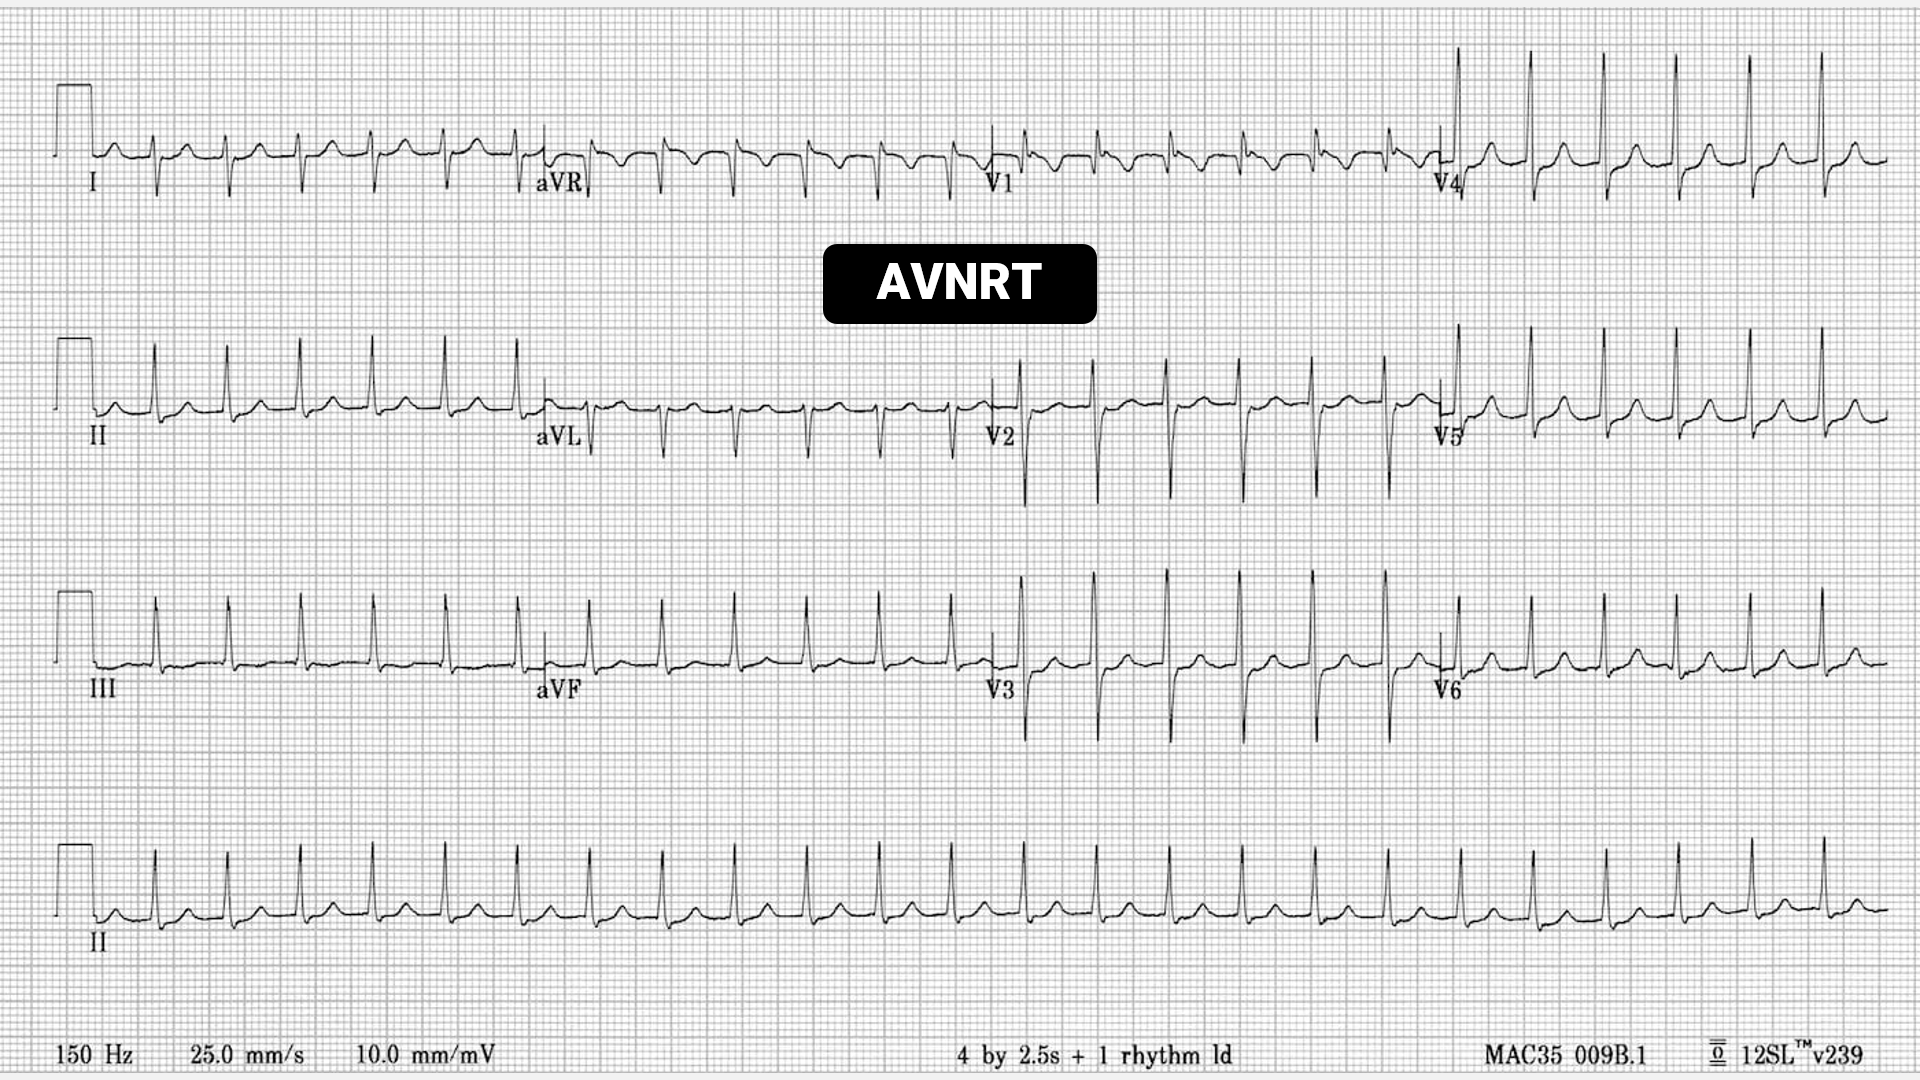 I aVR V1 V4
AVNRT
II aVL V2 V5
III aVF V3 V6
II
150 Hz 25.0 mm/s 10.0 mm/mV 4 by 2.5s + 1 rhythm ld MAC35 009B.1 12SL™v239